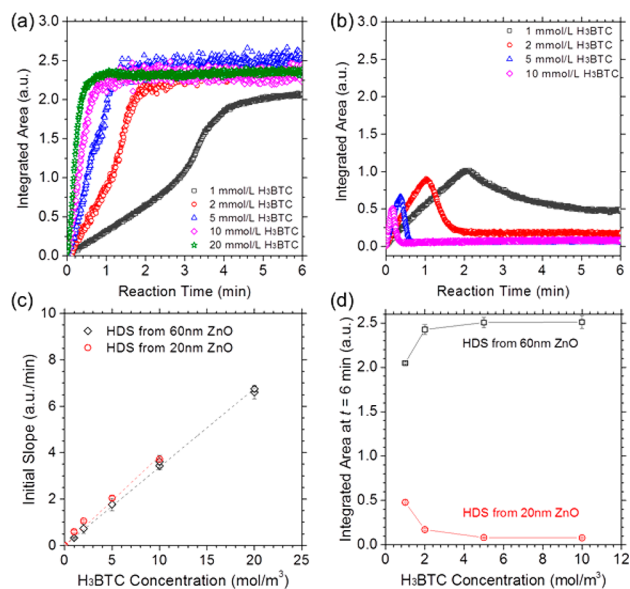 (a)
Integrated Area (a.u.)
3.0
2.5
2.0
1.5
1.0
0.5
0.0
1 mmol/L H3BTC
2 mmol/L H3BTC
5 mmol/L H3BTC
10 mmol/L H3BTC
20 mmol/L H3BTC
0 1 2 3 4 5 6
Reaction Time (min)
(b)
Integrated Area (a.u.)
3.0
2.5
2.0
1.5
1.0
0.5
0.0
1 mmol/L H3BTC
2 mmol/L H3BTC
5 mmol/L H3BTC
10 mmol/L H3BTC
0 1 2 3 4 5 6
Reaction Time (min)
(c)
Initial Slope (a.u./min)
10
8
6
4
2
0
HDS from 60nm ZnO
HDS from 20nm ZnO
0 5 10 15 20 25
H3BTC Concentration (mol/m³)
(d)
Integrated Area at t = 6 min (a.u.)
2.5
2.0
1.5
1.0
0.5
0.0
HDS from 60nm ZnO
HDS from 20nm ZnO
0 2 4 6 8 10 12
H3BTC Concentration (mol/m³)